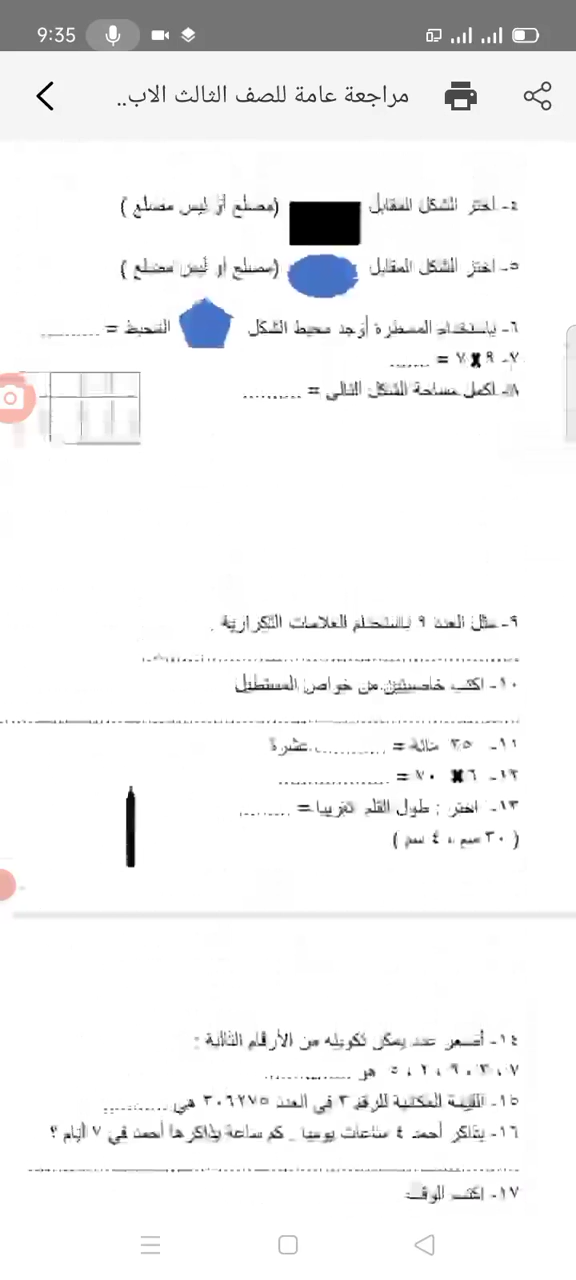 9:35
مراجعة عامة للصف الثالث الاب..
٤- اختر الشكل المقابل (مضلع أو ليس مضلع)
٥- اختر الشكل المقابل (مضلع أو ليس مضلع)
٦- باستخدام المسطرة أوجد محيط الشكل المحيط = ..........
٧- ٩ × ٧ = ......
٨- اكمل مساحة الشكل التالي = ..........
٩- مثل العدد ٩ باستخدام العلامات التكرارية .
١٠- اكتب خاصيتين من خواص المستطيل
١١- ٣٥ مائة = ............ عشرة
١٢- ٦ × ٧٠ = ..................
١٣- اختر : طول القلم تقريبا = ........
( ٣٠ سم ، ٤ سم )
١٤- أصغر عدد يمكن تكوينه من الأرقام التالية :
٧ ، ٣ ، ٩ ، ٢ ، ٥ هو ..............
١٥- القيمة المكانية للرقم ٣ في العدد ٣٠٦٢٧٥ هي ..........
١٦- يذاكر أحمد ٤ ساعات يوميا _ كم ساعة يذاكرها أحمد في ٧ أيام ؟
١٧- اكتب الوقت